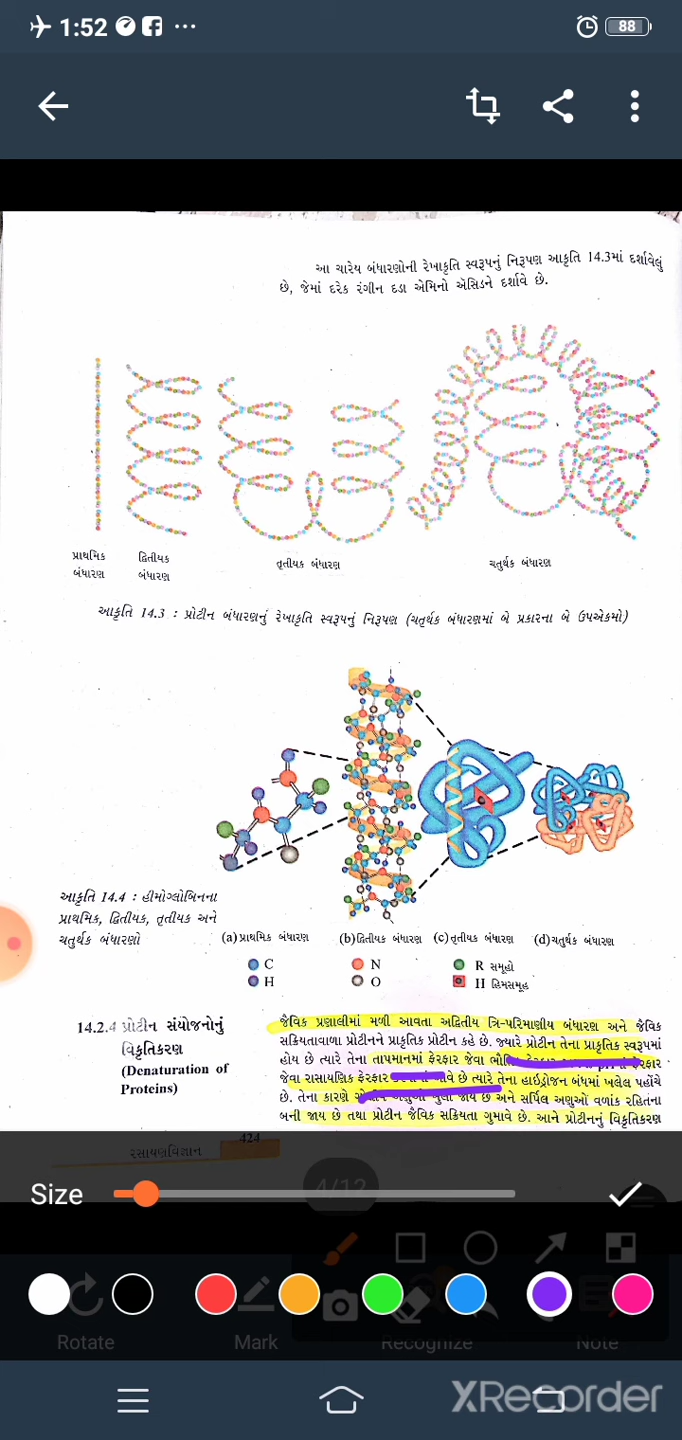 1:52
88
આ ચારેય બંધારણોની રેખાકૃતિ સ્વરૂપનું નિરૂપણ આકૃતિ 14.3માં દર્શાવેલું
છે, જેમાં દરેક રંગીન દડા એમિનો ઍસિડને દર્શાવે છે.
પ્રાથમિક બંધારણ
દ્વિતીયક બંધારણ
તૃતીયક બંધારણ
ચતુર્થક બંધારણ
આકૃતિ 14.3 : પ્રોટીન બંધારણનું રેખાકૃતિ સ્વરૂપનું નિરૂપણ (ચતુર્થક બંધારણમાં બે પ્રકારના બે ઉપએકમો)
આકૃતિ 14.4 : હીમોગ્લોબિનના
પ્રાથમિક, દ્વિતીયક, તૃતીયક અને
ચતુર્થક બંધારણો
(a) પ્રાથમિક બંધારણ (b) દ્વિતીયક બંધારણ (c) તૃતીયક બંધારણ (d) ચતુર્થક બંધારણ
C N R સમૂહો
H O H હિમસમૂહ
14.2.4 પ્રોટીન સંયોજનોનું
વિકૃતિકરણ
(Denaturation of
Proteins)
જૈવિક પ્રણાલીમાં મળી આવતા અદ્વિતીય ત્રિ-પરિમાણીય બંધારણ અને જૈવિક
સક્રિયતાવાળા પ્રોટીનને પ્રાકૃતિક પ્રોટીન કહે છે. જ્યારે પ્રોટીન તેના પ્રાકૃતિક સ્વરૂપમાં
હોય છે ત્યારે તેના તાપમાનમાં ફેરફાર જેવા ફેરફાર
જેવા રાસાયણિક ફેરફાર આવે છે ત્યારે તેના હાઇડ્રોજન બંધમાં ખલેલ પહોંચે
છે. તેના કારણે અણુઓ ખુલી જાય છે અને સર્પિલ અણુઓ વળાંક રહિતના
બની જાય છે તથા પ્રોટીન જૈવિક સક્રિયતા ગુમાવે છે. આને પ્રોટીનનું વિકૃતિકરણ
424
રસાયણવિજ્ઞાન
Size
4/12
Rotate Mark Recognize Note
XRecorder